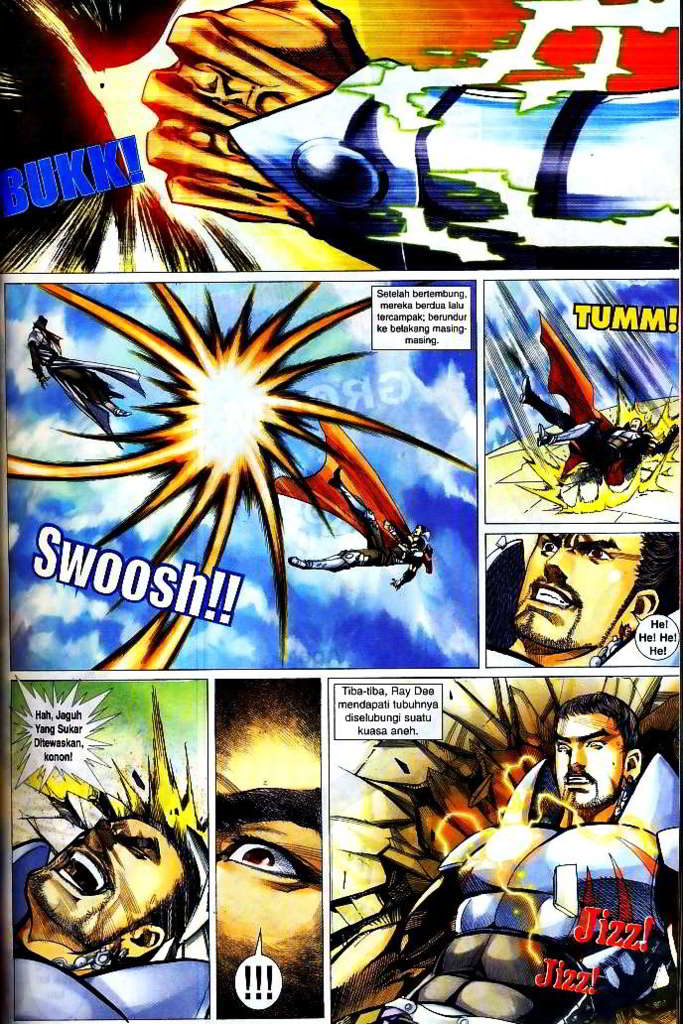 BUKK!
Setelah bertembung,
mereka berdua lalu
tercampak; berundur
ke belakang masing-
masing.
TUMM!
Swoosh!!
He!
He! He!
He!
Hah, Jaguh
Yang Sukar
Ditewaskan,
konon!
!!!
Tiba-tiba, Ray Dee
mendapati tubuhnya
diselubungi suatu
kuasa aneh.
Jizz!
Jizz!